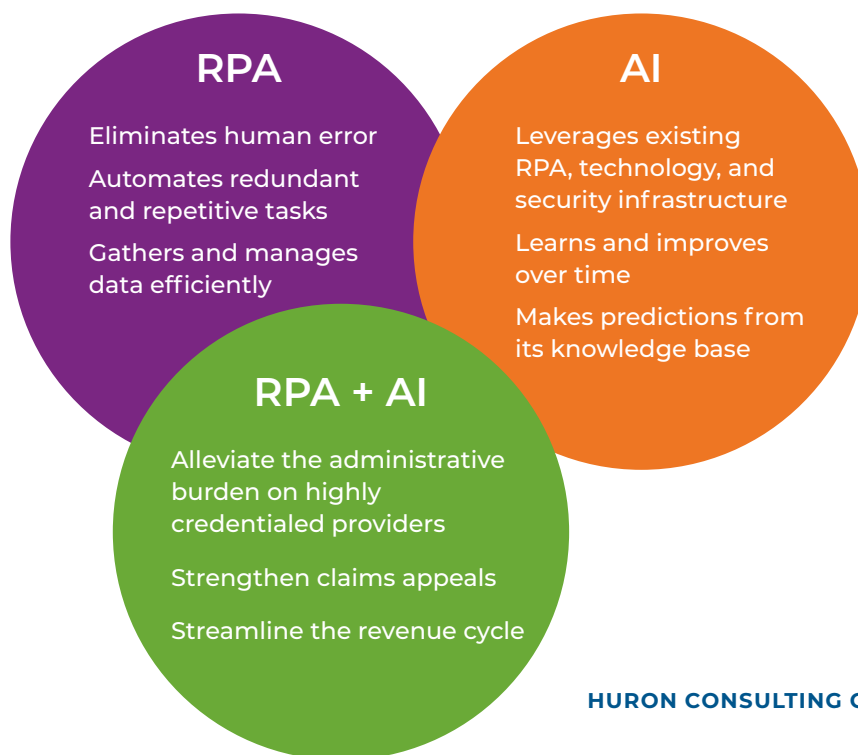 RPA
Eliminates human error
Automates redundant
and repetitive tasks
Gathers and manages
data efficiently
AI
Leverages existing
RPA, technology, and
security infrastructure
Learns and improves
over time
Makes predictions from
its knowledge base
RPA + AI
Alleviate the administrative
burden on highly
credentialed providers
Strengthen claims appeals
Streamline the revenue cycle
HURON CONSULTING